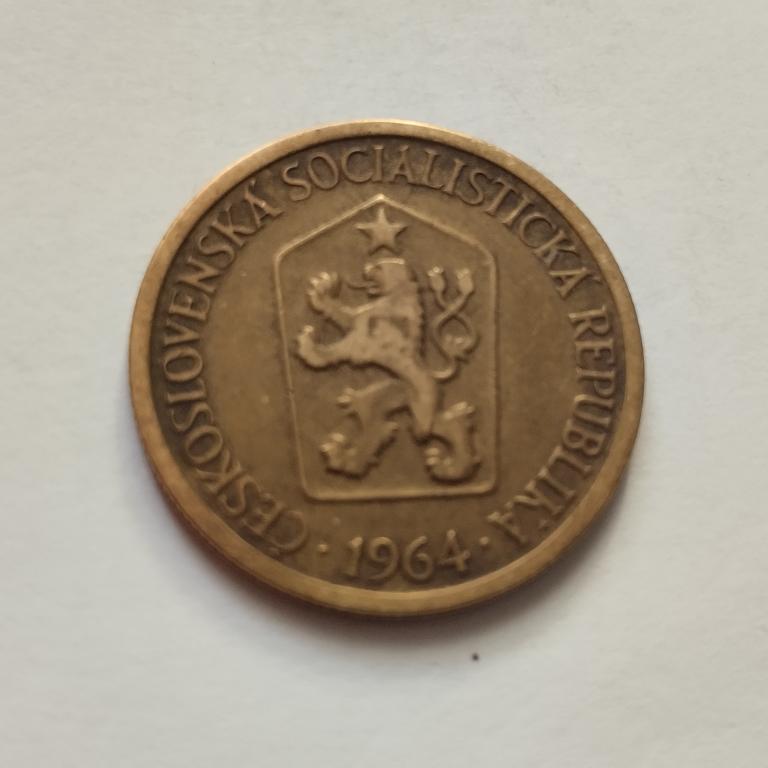 ČESKOSLOVENSKÁ SOCIALISTICKÁ REPUBLIKA
· 1964 ·